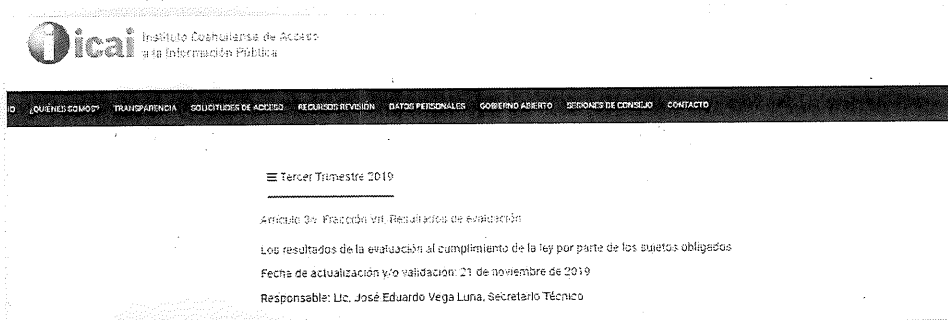 icai Instituto Coahuilense de Acceso
a la Información Pública
IO ¿QUIÉNES SOMOS? TRANSPARENCIA SOLICITUDES DE ACCESO RECURSOS REVISIÓN DATOS PERSONALES GOBIERNO ABIERTO SESIONES DE CONSEJO CONTACTO
Tercer Trimestre 2019
Artículo Fracción VII. Resultados de evaluación
Los resultados de la evaluación al cumplimiento de la ley por parte de los sujetos obligados
Fecha de actualización y/o validación: 21 de noviembre de 2019
Responsable: Lic. José Eduardo Vega Luna, Secretario Técnico